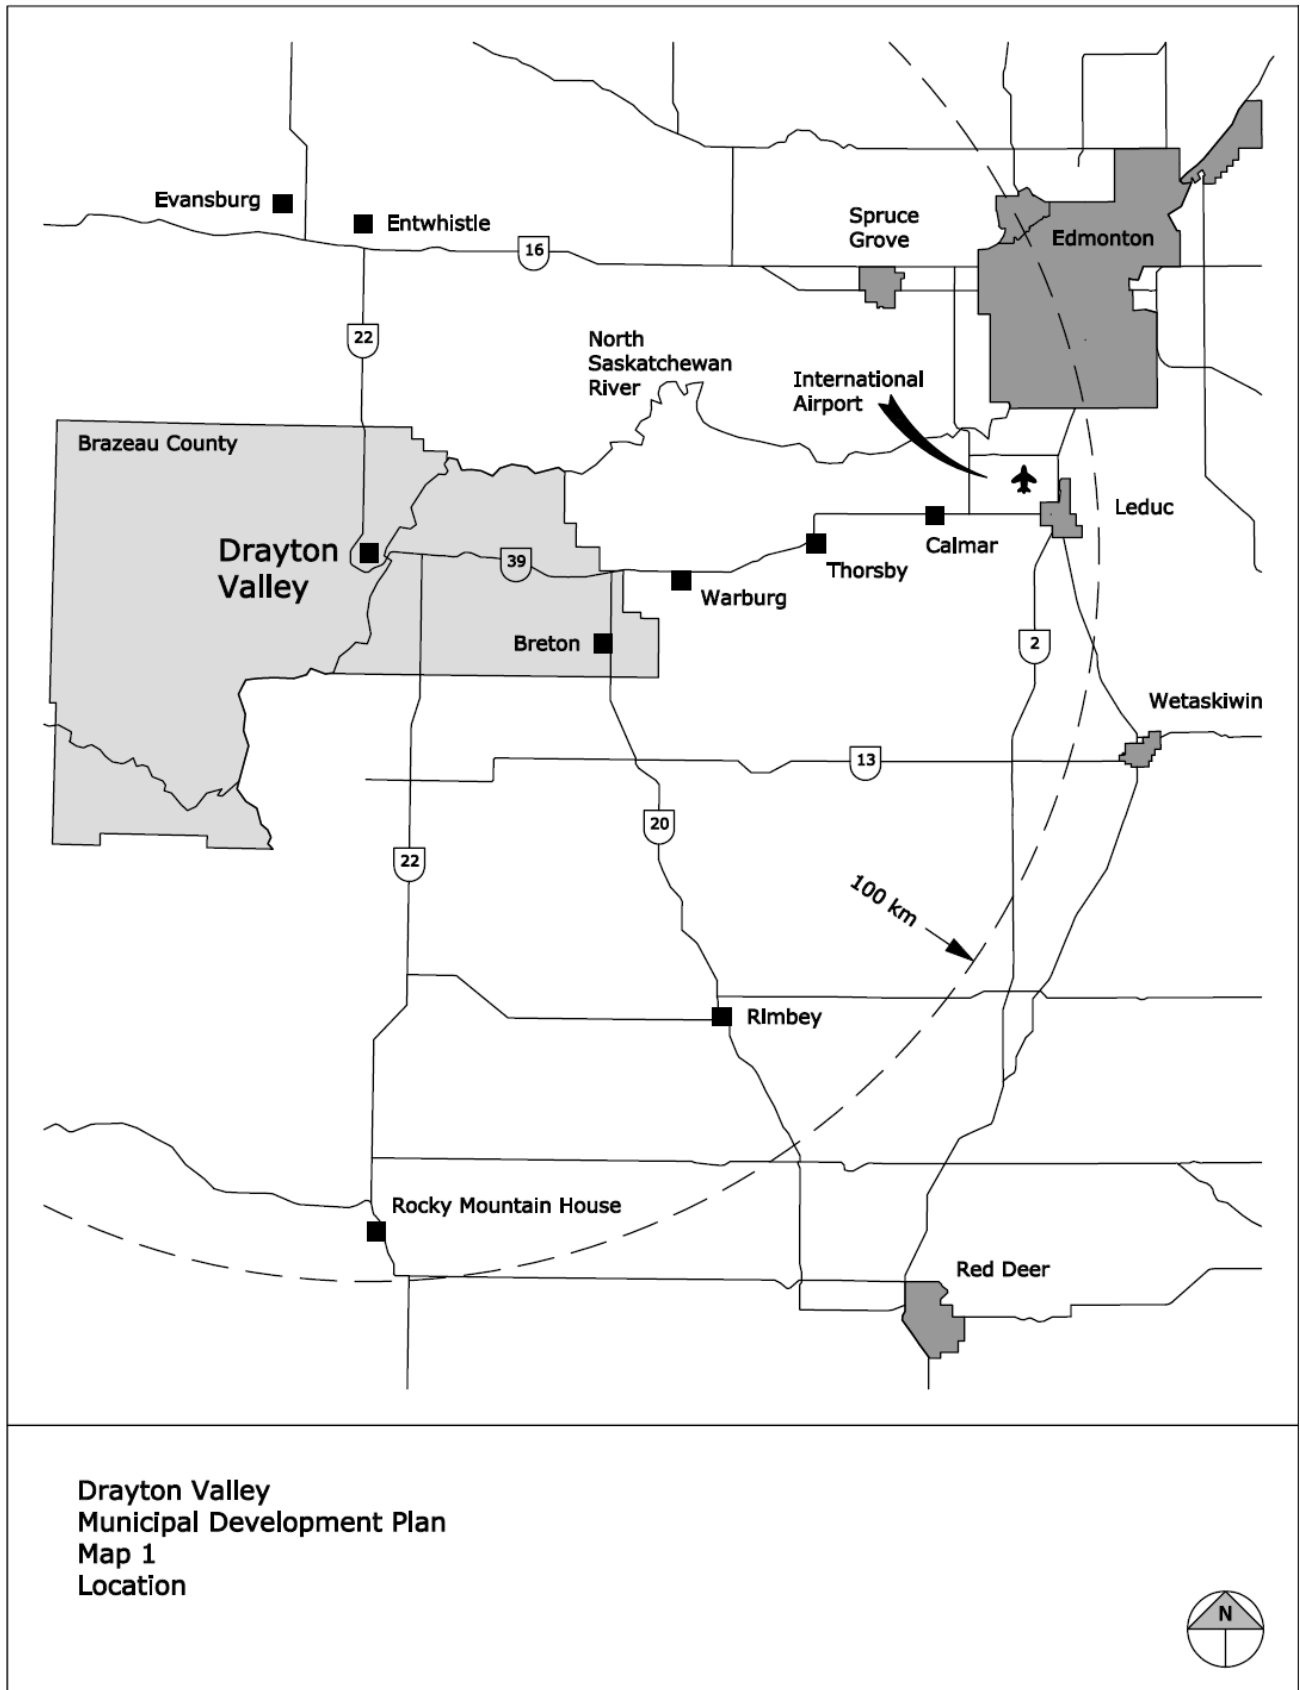 Evansburg
Entwhistle
16
Spruce
Grove
Edmonton
22
North
Saskatchewan
River
International
Airport
Brazeau County
Leduc
Drayton
Valley
39
Calmar
Thorsby
Warburg
Breton
2
Wetaskiwin
13
20
22
100 km
RImbey
Rocky Mountain House
Red Deer
Drayton Valley
Municipal Development Plan
Map 1
Location
N